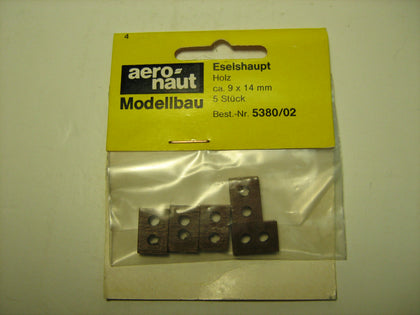 4
aero-
naut
Modellbau
Eselshaupt
Holz
ca. 9 x 14 mm
5 Stück
Best.-Nr. 5380/02